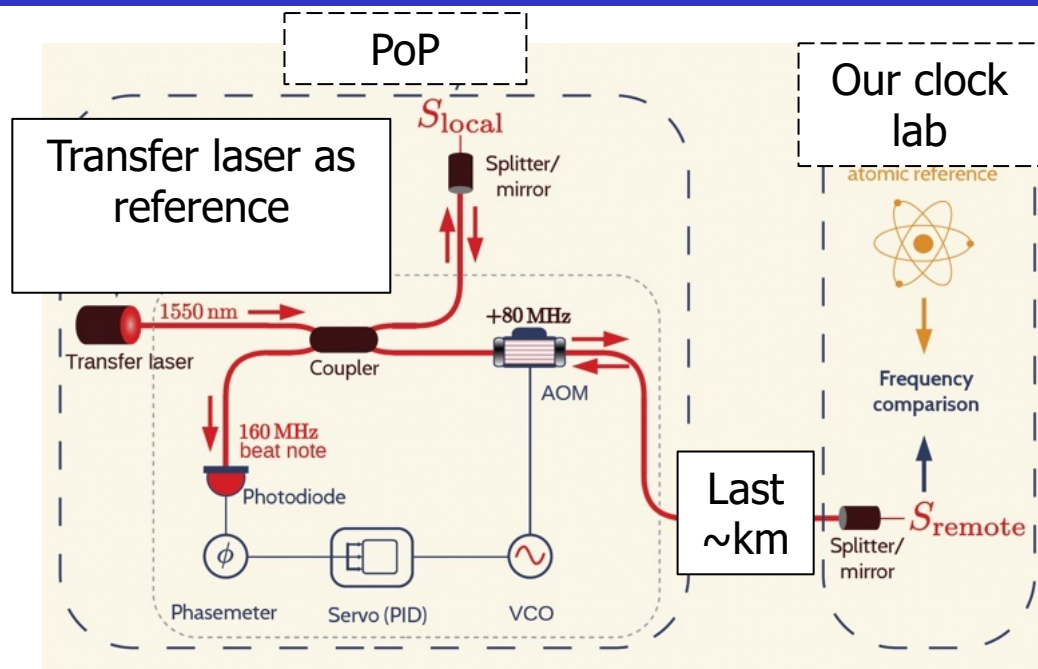 PoP
Our clock
lab
S_local
Transfer laser as
reference
Splitter/
mirror
atomic reference
1550 nm
+80 MHz
Transfer laser
Coupler
AOM
Frequency
comparison
160 MHz
beat note
Photodiode
Last
~km
S_remote
Splitter/
mirror
ϕ
Phasemeter
Servo (PID)
VCO